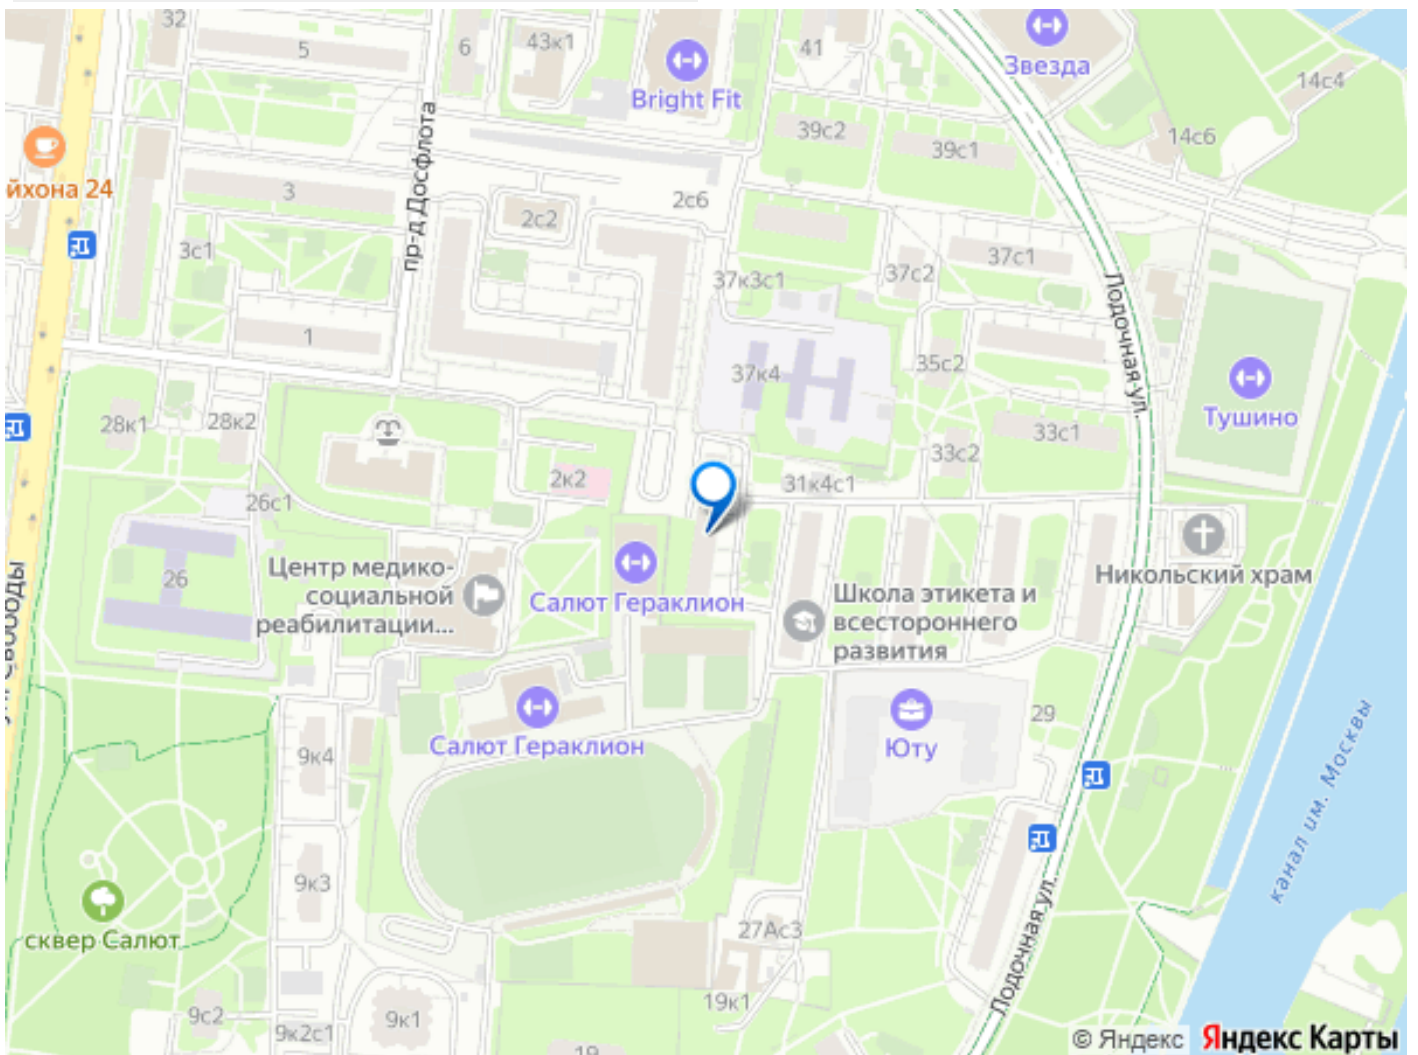 32
5
6
43к1
41
Звезда
14с4
Bright Fit
39с2
39с1
14с6
йхона 24
пр-д Досфлота
3
2с2
2с6
3с1
37к3с1
37с2
37с1
Лодочная ул.
1
37к4
35с2
Тушино
28к1
28к2
33с1
33с2
2к2
31к4с1
26с1
26
Центр медико-
социальной
реабилитации...
Салют Гераклион
Школа этикета и
всестороннего
развития
Никольский храм
Салют Гераклион
Юту
29
9к4
канал им. Москвы
9к3
сквер Салют
27Ас3
Лодочная ул.
19к1
9с2
9к2с1
9к1
19
© Яндекс Яндекс Карты